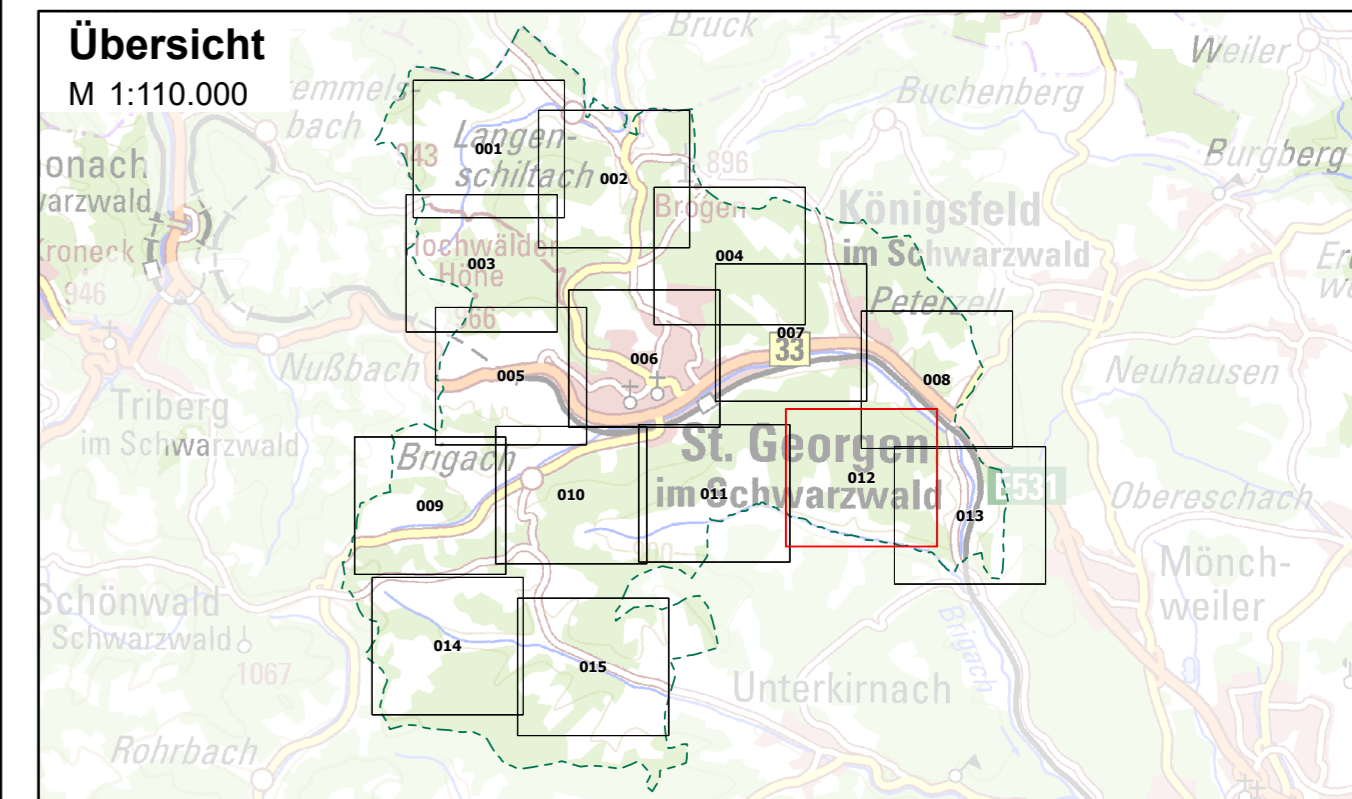 Übersicht
M 1:110.000
Bruck
Weiler
Buchenberg
Langen-
schiltach
001
002
896
Burgberg
Brogen
Königsfeld
im Schwarzwald
003
Höhe
004
Peterzell
946
007
33
006
Nußbach
005
008
Neuhausen
Triberg
im Schwarzwald
St. Georgen
im Schwarzwald
Brigach
009
010
011
012
013
E531
Obereschach
Mönch-
weiler
Schönwald
Schwarzwald
1067
014
015
Unterkirnach
Brigach
Rohrbach